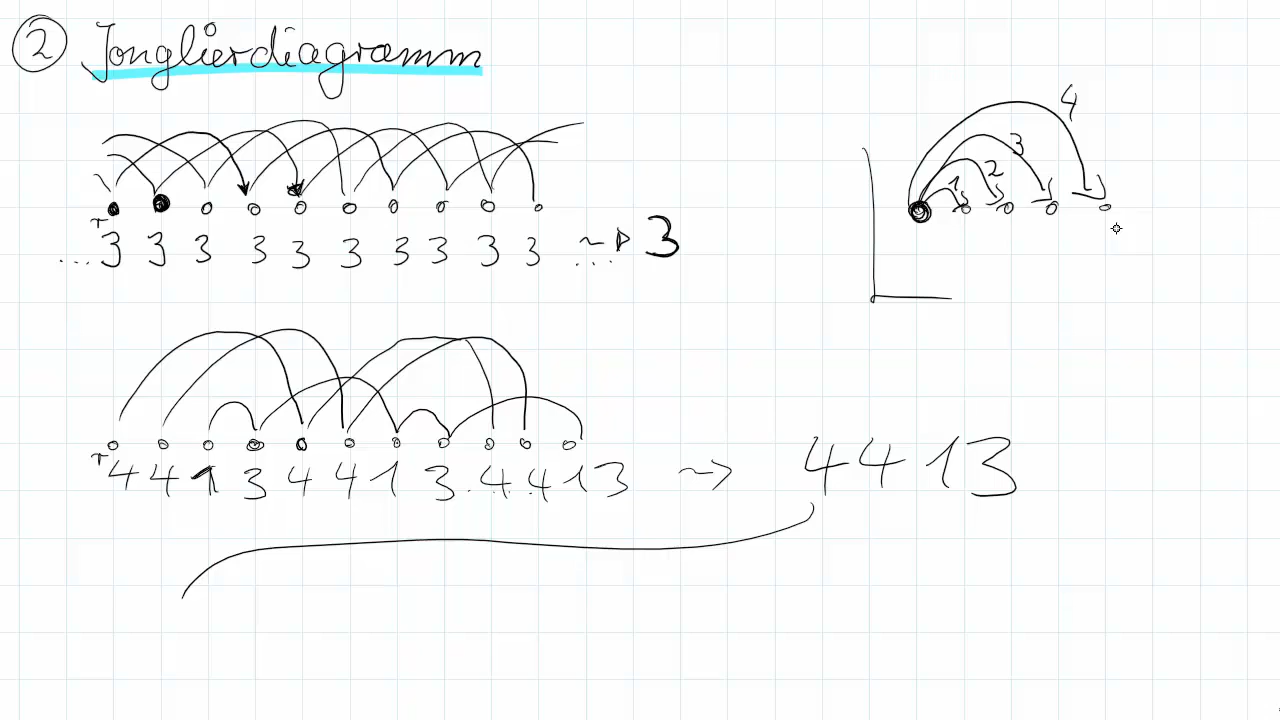 ② Jonglierdiagramm
4
3
2
1
+
... 3 3 3 3 3 3 3 3 3 3 ... ~▷ 3
+
4 4 1 3 4 4 1 3 4 4 1 3 ~> 4 4 1 3